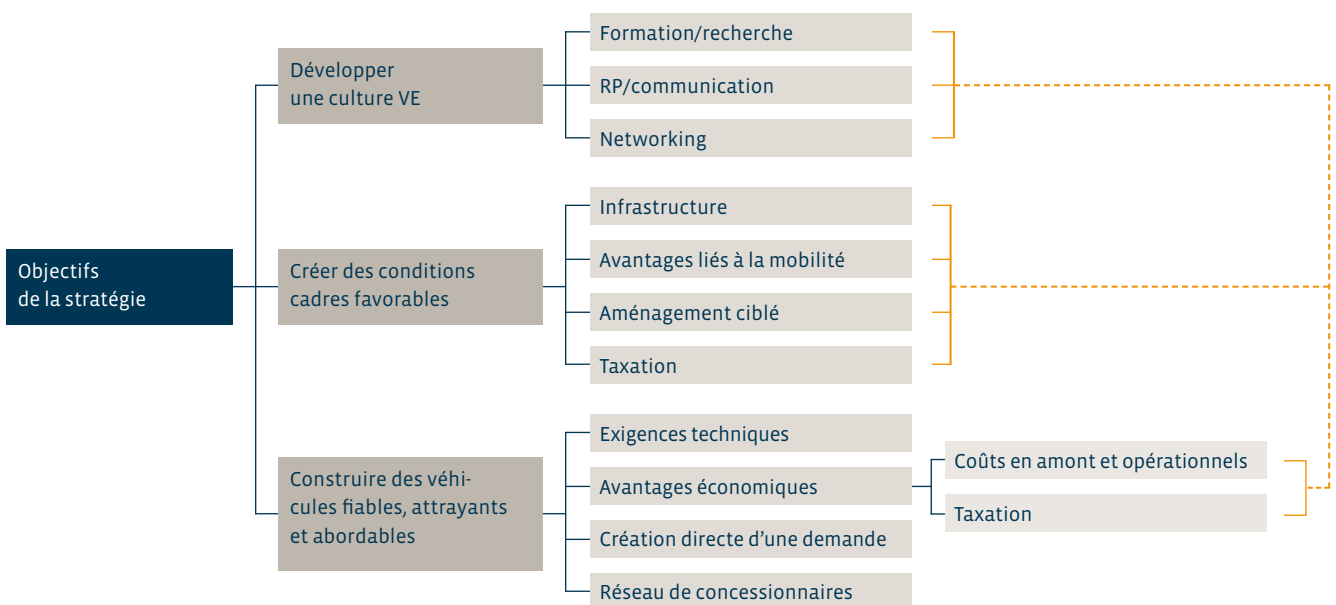 Objectifs
de la stratégie
Développer
une culture VE
Formation/recherche
RP/communication
Networking
Créer des conditions
cadres favorables
Infrastructure
Avantages liés à la mobilité
Aménagement ciblé
Taxation
Construire des véhi-
cules fiables, attrayants
et abordables
Exigences techniques
Avantages économiques
Coûts en amont et opérationnels
Taxation
Création directe d’une demande
Réseau de concessionnaires